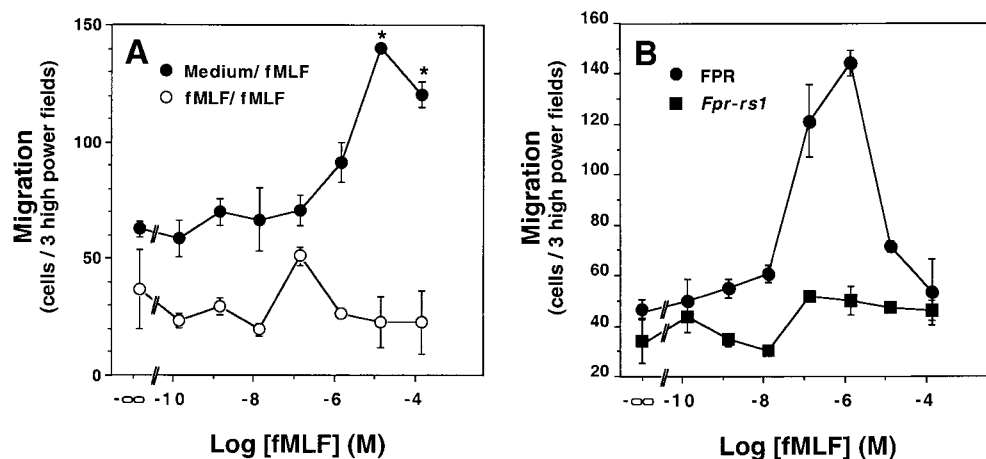 A
Medium/ fMLF
fMLF/ fMLF
* *
150
100
50
0
Migration
(cells / 3 high power fields)
-∞ -10 -8 -6 -4
Log [fMLF] (M)
B
FPR
Fpr-rs1
160
140
120
100
80
60
40
20
Migration
(cells / 3 high power fields)
-∞ -10 -8 -6 -4
Log [fMLF] (M)